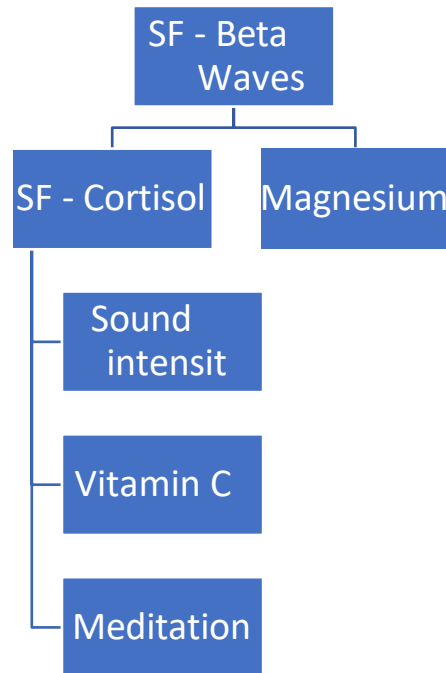 SF - Beta
Waves
SF - Cortisol
Magnesium
Sound
intensit
Vitamin C
Meditation